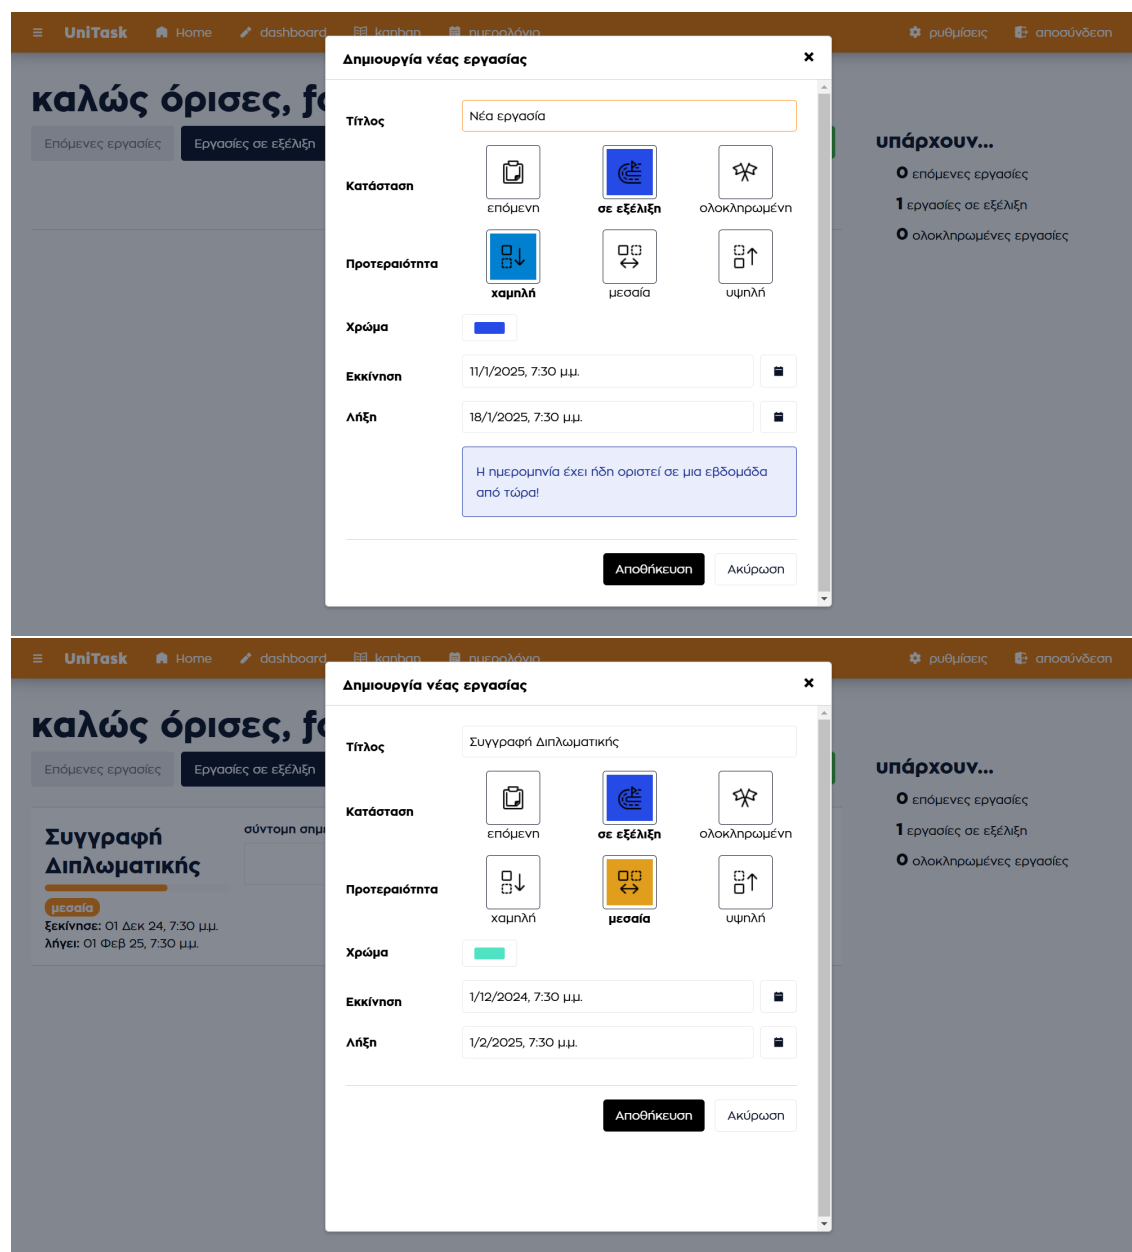 UniTask Home dashboard kanban ημερολόγιο ρυθμίσεις αποσύνδεση
Δημιουργία νέας εργασίας
καλώς όρισες,
Επόμενες εργασίες Εργασίες σε εξέλιξη
Τίτλος Νέα εργασία
Κατάσταση
επόμενη σε εξέλιξη ολοκληρωμένη
Προτεραιότητα
χαμηλή μεσαία υψηλή
Χρώμα
Εκκίνηση 11/1/2025, 7:30 μ.μ.
Λήξη 18/1/2025, 7:30 μ.μ.
Η ημερομηνία έχει ήδη οριστεί σε μια εβδομάδα
από τώρα!
Αποθήκευση Ακύρωση
υπάρχουν...
0 επόμενες εργασίες
1 εργασίες σε εξέλιξη
0 ολοκληρωμένες εργασίες
UniTask Home dashboard kanban ημερολόγιο ρυθμίσεις αποσύνδεση
Δημιουργία νέας εργασίας
καλώς όρισες,
Επόμενες εργασίες Εργασίες σε εξέλιξη
Συγγραφή
Διπλωματικής
σύντομη
μεσαία
ξεκίνησε: 01 Δεκ 24, 7:30 μ.μ.
λήγει: 01 Φεβ 25, 7:30 μ.μ.
Τίτλος Συγγραφή Διπλωματικής
Κατάσταση
επόμενη σε εξέλιξη ολοκληρωμένη
Προτεραιότητα
χαμηλή μεσαία υψηλή
Χρώμα
Εκκίνηση 1/12/2024, 7:30 μ.μ.
Λήξη 1/2/2025, 7:30 μ.μ.
Αποθήκευση Ακύρωση
υπάρχουν...
0 επόμενες εργασίες
1 εργασίες σε εξέλιξη
0 ολοκληρωμένες εργασίες